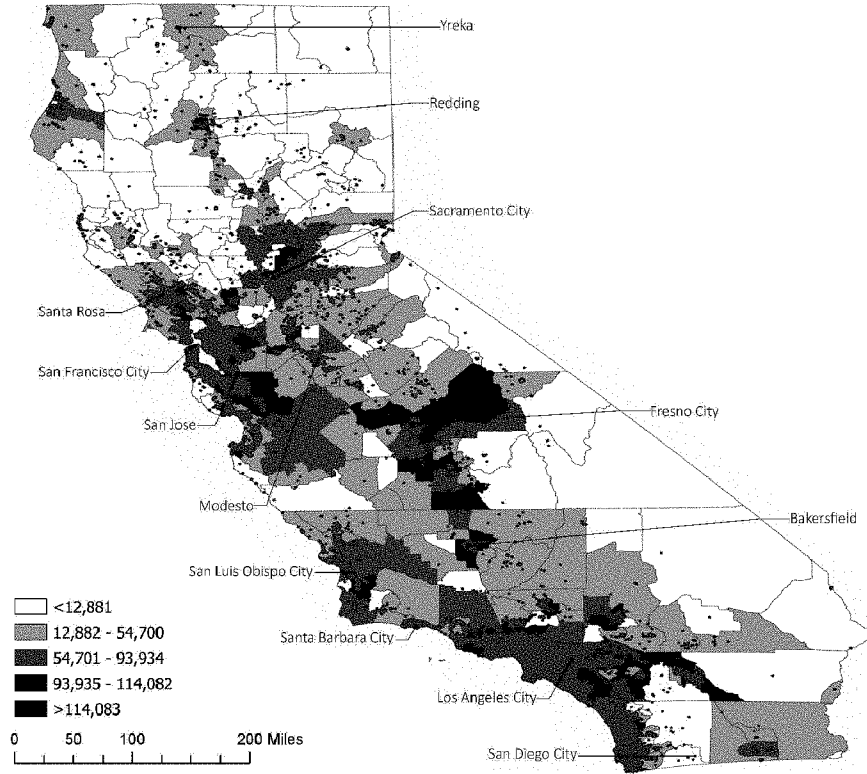 Yreka
Redding
Sacramento City
Santa Rosa
San Francisco City
San Jose
Fresno City
Modesto
Bakersfield
San Luis Obispo City
Santa Barbara City
Los Angeles City
San Diego City
<12,881
12,882 - 54,700
54,701 - 93,934
93,935 - 114,082
>114,083
0 50 100 200 Miles